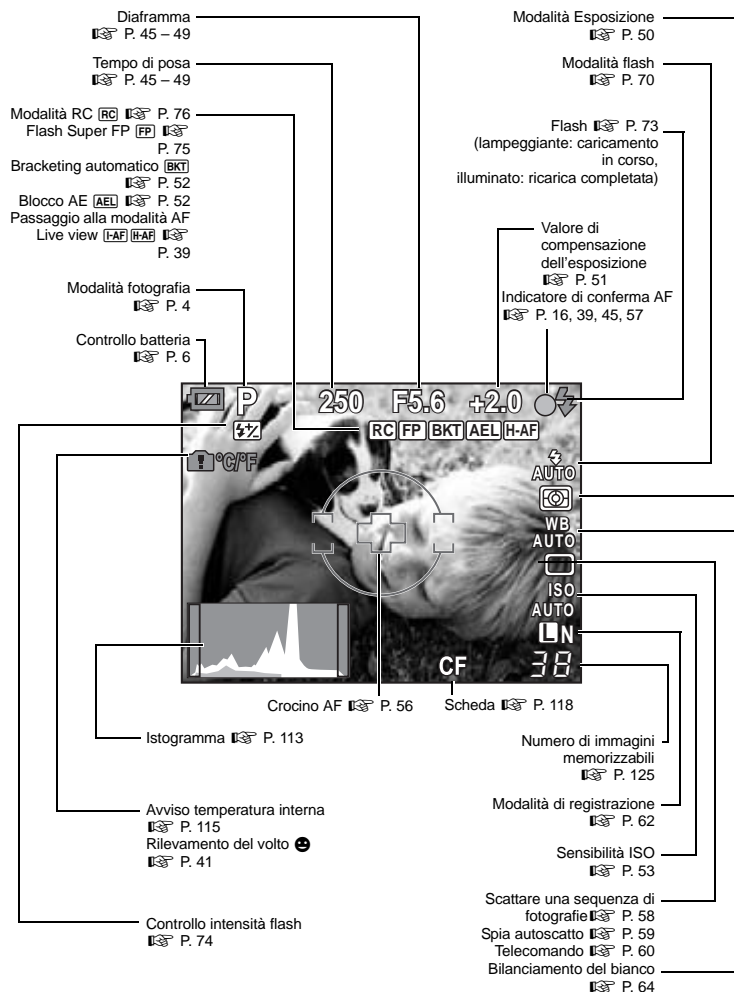 Diaframma
☞ P. 45 – 49
Tempo di posa
☞ P. 45 – 49
Modalità RC RC ☞ P. 76
Flash Super FP FP ☞
P. 75
Bracketing automatico BKT
☞ P. 52
Blocco AE AEL ☞ P. 52
Passaggio alla modalità AF
Live view I-AF H-AF ☞
P. 39
Modalità fotografia
☞ P. 4
Controllo batteria
☞ P. 6
Modalità Esposizione
☞ P. 50
Modalità flash
☞ P. 70
Flash ☞ P. 73
(lampeggiante: caricamento
in corso,
illuminato: ricarica completata)
Valore di
compensazione
dell'esposizione
☞ P. 51
Indicatore di conferma AF
☞ P. 16, 39, 45, 57
P 250 F5.6 +2.0
RC FP BKT AEL H-AF
°C/°F
AUTO
WB
AUTO
ISO
AUTO
L N
CF 38
Crocino AF ☞ P. 56
Scheda ☞ P. 118
Istogramma ☞ P. 113
Numero di immagini
memorizzabili
☞ P. 125
Avviso temperatura interna
☞ P. 115
Rilevamento del volto
☞ P. 41
Modalità di registrazione
☞ P. 62
Sensibilità ISO
☞ P. 53
Controllo intensità flash
☞ P. 74
Scattare una sequenza di
fotografie☞ P. 58
Spia autoscatto ☞ P. 59
Telecomando ☞ P. 60
Bilanciamento del bianco
☞ P. 64